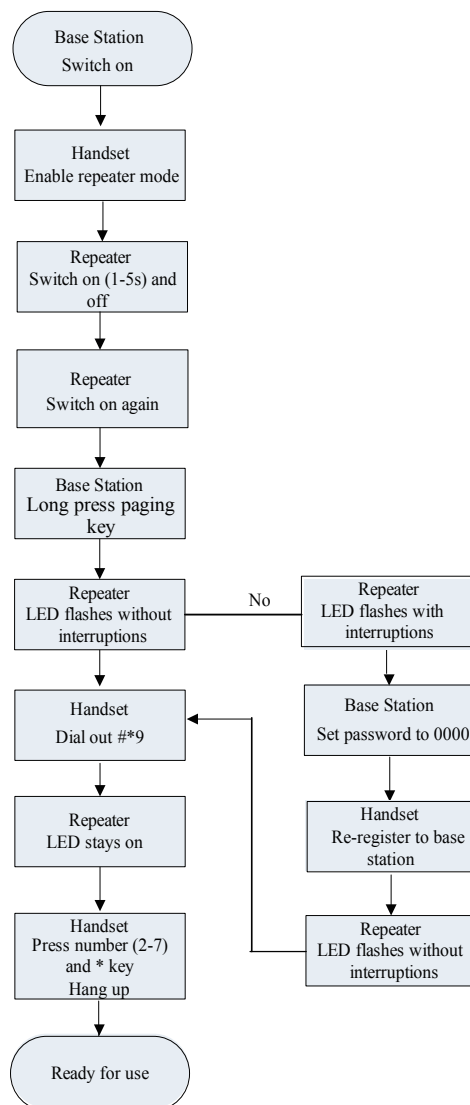 Base Station
Switch on
Handset
Enable repeater mode
Repeater
Switch on (1-5s) and
off
Repeater
Switch on again
Base Station
Long press paging
key
Repeater
LED flashes without
interruptions
No
Repeater
LED flashes with
interruptions
Base Station
Set password to 0000
Handset
Re-register to base
station
Repeater
LED flashes without
interruptions
Handset
Dial out #*9
Repeater
LED stays on
Handset
Press number (2-7)
and * key
Hang up
Ready for use